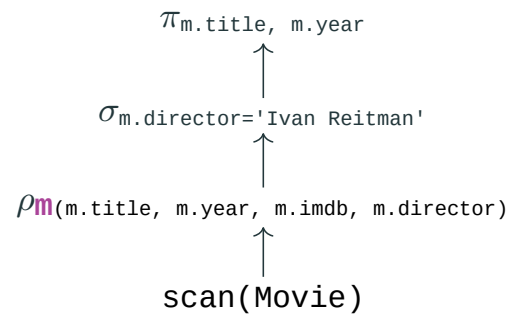 πm.title, m.year
σm.director='Ivan Reitman'
ρm(m.title, m.year, m.imdb, m.director)
scan(Movie)